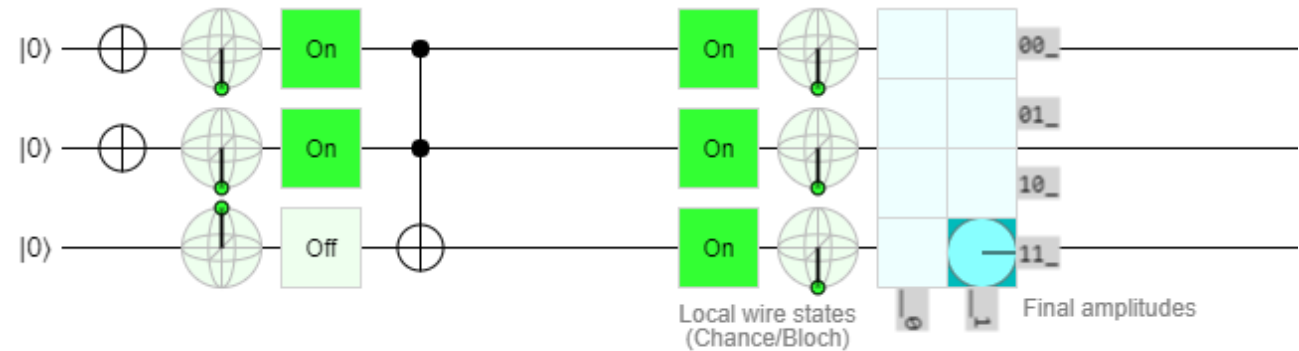 |0⟩ On On 00_
01_
|0⟩ On On
10_
|0⟩ Off On 11_
_0 _1
Local wire states
(Chance/Bloch)
Final amplitudes